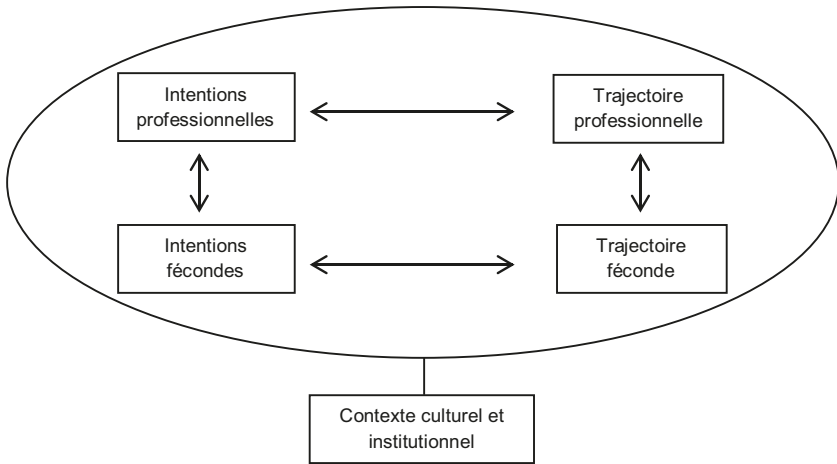 Intentions
professionnelles
Trajectoire
professionnelle
Intentions
fécondes
Trajectoire
féconde
Contexte culturel et
institutionnel